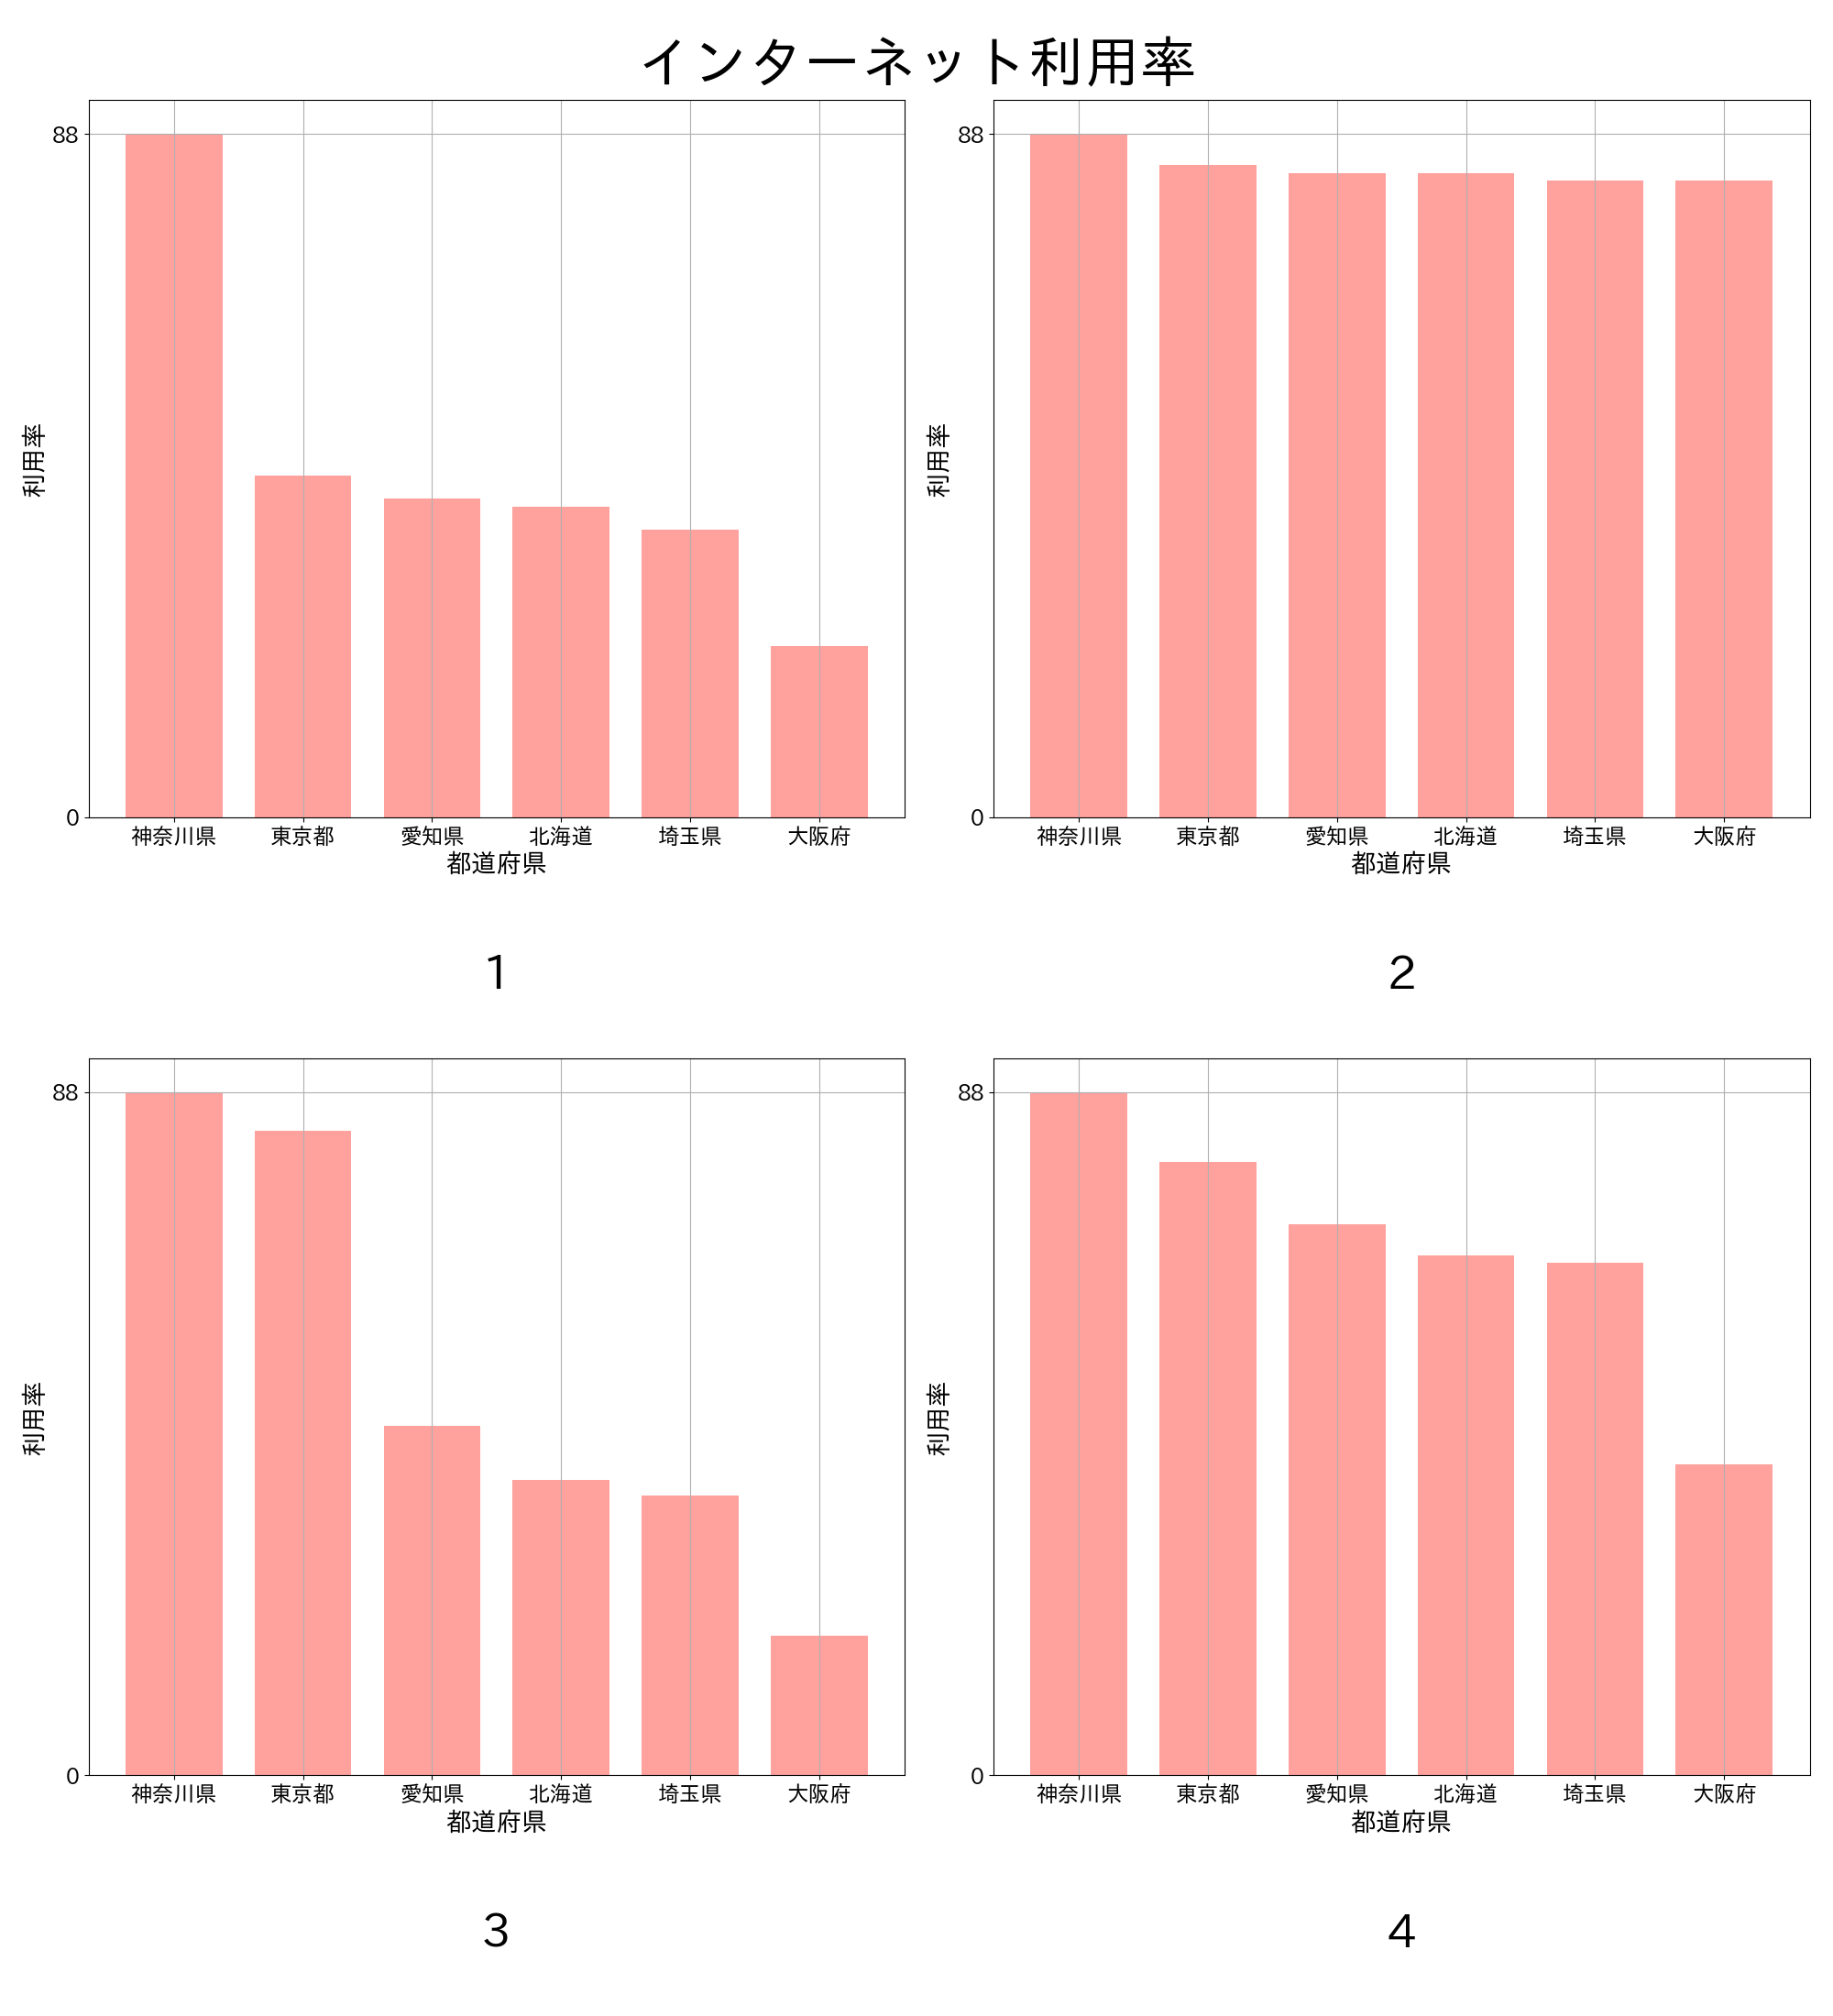 インターネット利用率
88
0
利用率
神奈川県 東京都 愛知県 北海道 埼玉県 大阪府
都道府県
1
88
0
利用率
神奈川県 東京都 愛知県 北海道 埼玉県 大阪府
都道府県
2
88
0
利用率
神奈川県 東京都 愛知県 北海道 埼玉県 大阪府
都道府県
3
88
0
利用率
神奈川県 東京都 愛知県 北海道 埼玉県 大阪府
都道府県
4